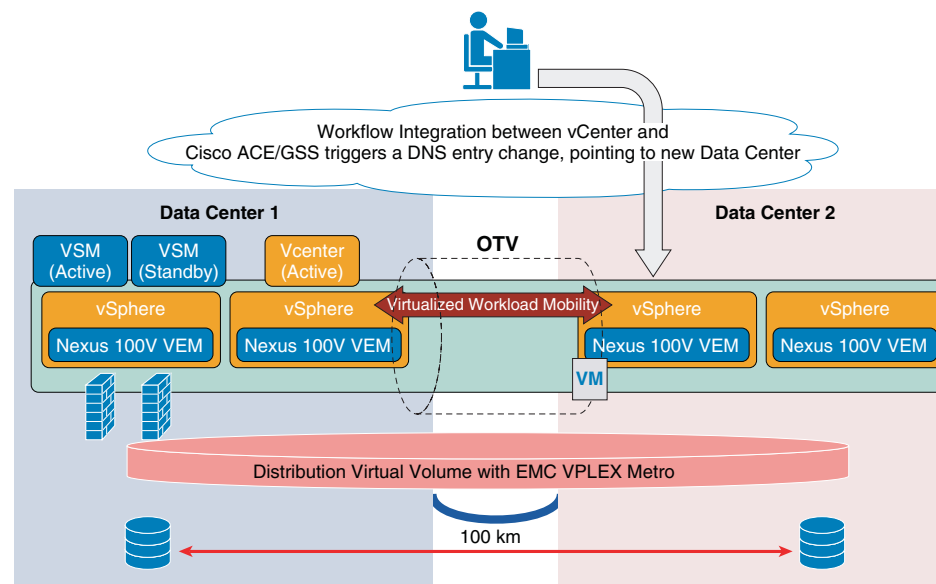 Workflow Integration between vCenter and
Cisco ACE/GSS triggers a DNS entry change, pointing to new Data Center
Data Center 1
Data Center 2
OTV
VSM
(Active)
VSM
(Standby)
Vcenter
(Active)
vSphere
vSphere
Virtualized Workload Mobility
vSphere
vSphere
Nexus 100V VEM
Nexus 100V VEM
Nexus 100V VEM
Nexus 100V VEM
VM
Distribution Virtual Volume with EMC VPLEX Metro
100 km